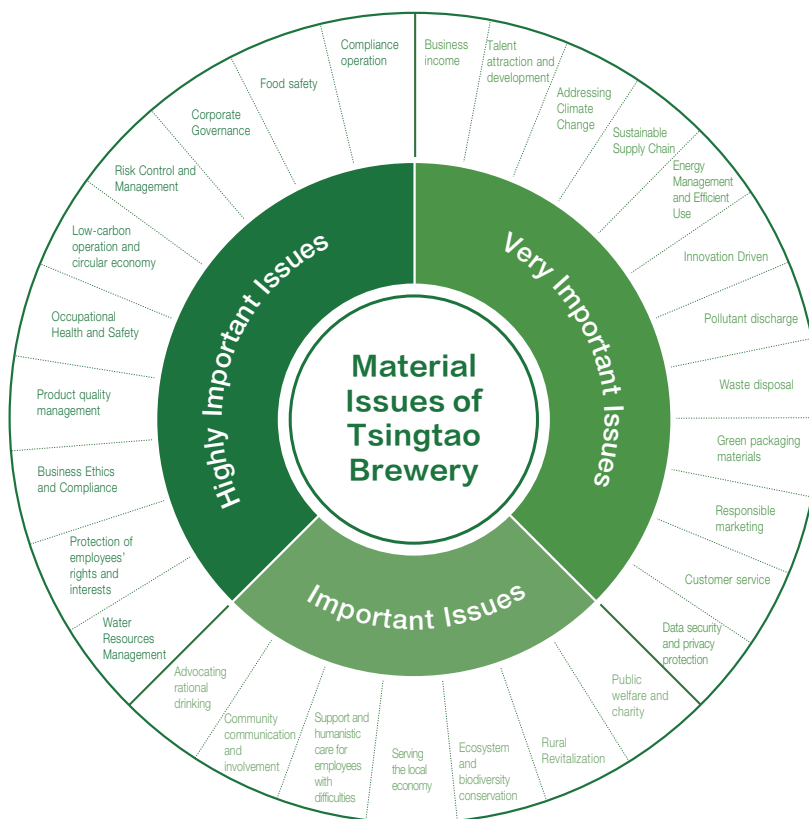 Material
Issues of
Tsingtao
Brewery
Highly Important Issues
Compliance
operation
Food safety
Corporate
Governance
Risk Control and
Management
Low-carbon
operation and
circular economy
Occupational
Health and Safety
Product quality
management
Business Ethics
and Compliance
Protection of
employees'
rights and
interests
Water
Resources
Management
Very Important Issues
Business
income
Talent
attraction and
development
Addressing
Climate
Change
Sustainable
Supply Chain
Energy
Management
and Efficient
Use
Innovation Driven
Pollutant discharge
Waste disposal
Green packaging
materials
Responsible
marketing
Customer service
Data security
and privacy
protection
Important Issues
Advocating
rational
drinking
Community
communication
and
involvement
Support and
humanistic
care for
employees
with
difficulties
Serving
the local
economy
Ecosystem
and
biodiversity
conservation
Rural
Revitalization
Public
welfare and
charity